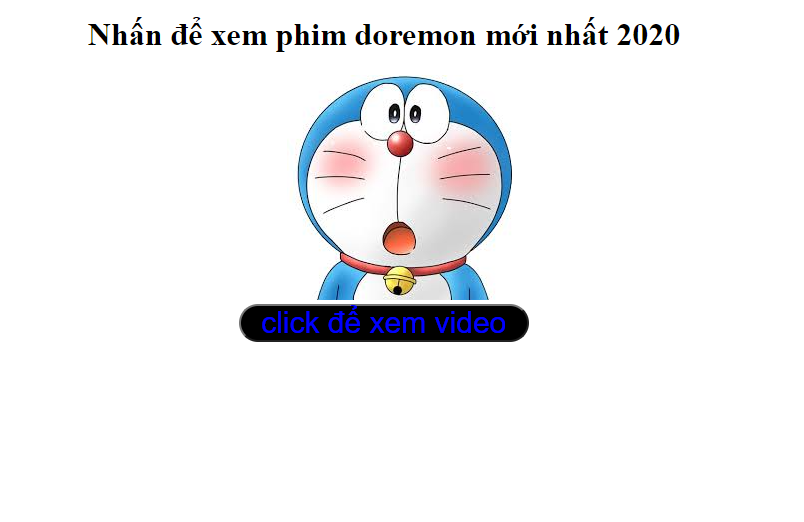 Nhấn để xem phim doremon mới nhất 2020
click để xem video